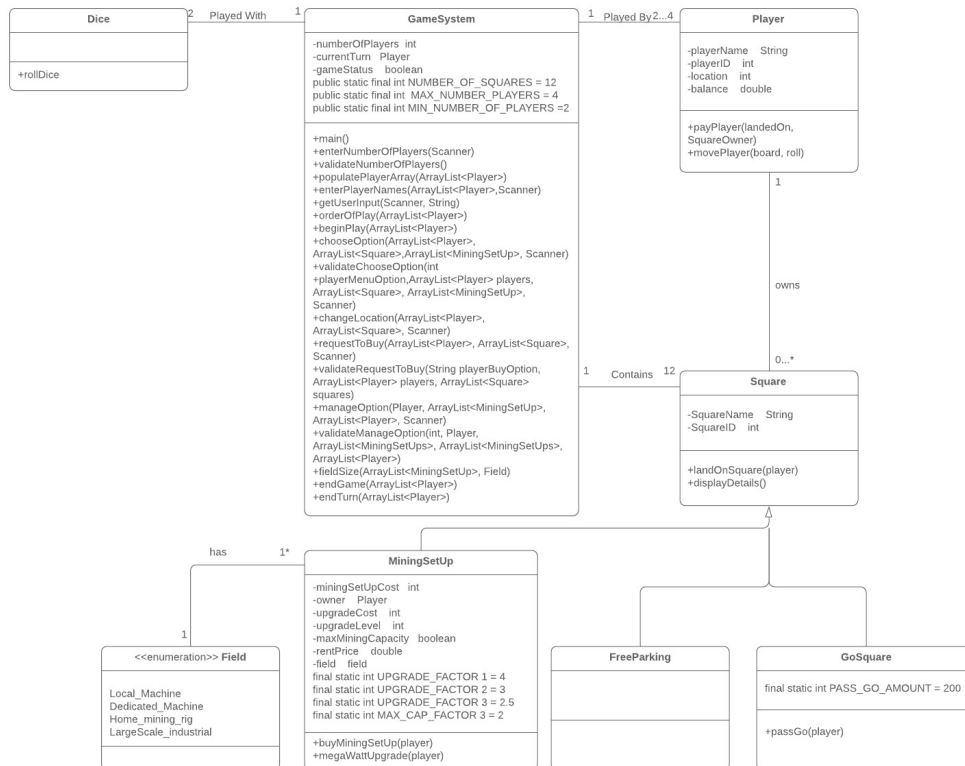 Dice
+rollDice
2
Played With
1
GameSystem
-numberOfPlayers int
-currentTurn Player
-gameStatus boolean
public static final int NUMBER_OF_SQUARES = 12
public static final int MAX_NUMBER_PLAYERS = 4
public static final int MIN_NUMBER_OF_PLAYERS =2
+main()
+enterNumberOfPlayers(Scanner)
+validateNumberOfPlayers()
+populatePlayerArray(ArrayList<Player>)
+enterPlayerNames(ArrayList<Player>,Scanner)
+getUserInput(Scanner, String)
+orderOfPlay(ArrayList<Player>)
+beginPlay(ArrayList<Player>)
+chooseOption(ArrayList<Player>,
ArrayList<Square>,ArrayList<MiningSetUp>, Scanner)
+validateChooseOption(int
+playerMenuOption,ArrayList<Player> players,
ArrayList<Square>, ArrayList<MiningSetUp>,
Scanner)
+changeLocation(ArrayList<Player>,
ArrayList<Square>, Scanner)
+requestToBuy(ArrayList<Player>, ArrayList<Square>,
Scanner)
+validateRequestToBuy(String playerBuyOption,
ArrayList<Player> players, ArrayList<Square>
squares)
+manageOption(Player, ArrayList<MiningSetUp>,
ArrayList<Player>, Scanner)
+validateManageOption(int, Player,
ArrayList<MiningSetUps>, ArrayList<MiningSetUps>,
ArrayList<Player>)
+fieldSize(ArrayList<MiningSetUp>, Field)
+endGame(ArrayList<Player>)
+endTurn(ArrayList<Player>)
1
Played By
2...4
Player
-playerName String
-playerID int
-location int
-balance double
+payPlayer(landedOn,
SquareOwner)
+movePlayer(board, roll)
1
owns
0...*
1
Contains
12
Square
-SquareName String
-SquareID int
+landOnSquare(player)
+displayDetails()
has
1*
1
MiningSetUp
-miningSetUpCost int
-owner Player
-upgradeCost int
-upgradeLevel int
-maxMiningCapacity boolean
-rentPrice double
-field field
final static int UPGRADE_FACTOR 1 = 4
final static int UPGRADE_FACTOR 2 = 3
final static int UPGRADE_FACTOR 3 = 2.5
final static int MAX_CAP_FACTOR 3 = 2
+buyMiningSetUp(player)
+megaWattUpgrade(player)
<<enumeration>> Field
Local_Machine
Dedicated_Machine
Home_mining_rig
LargeScale_industrial
FreeParking
GoSquare
final static int PASS_GO_AMOUNT = 200
+passGo(player)